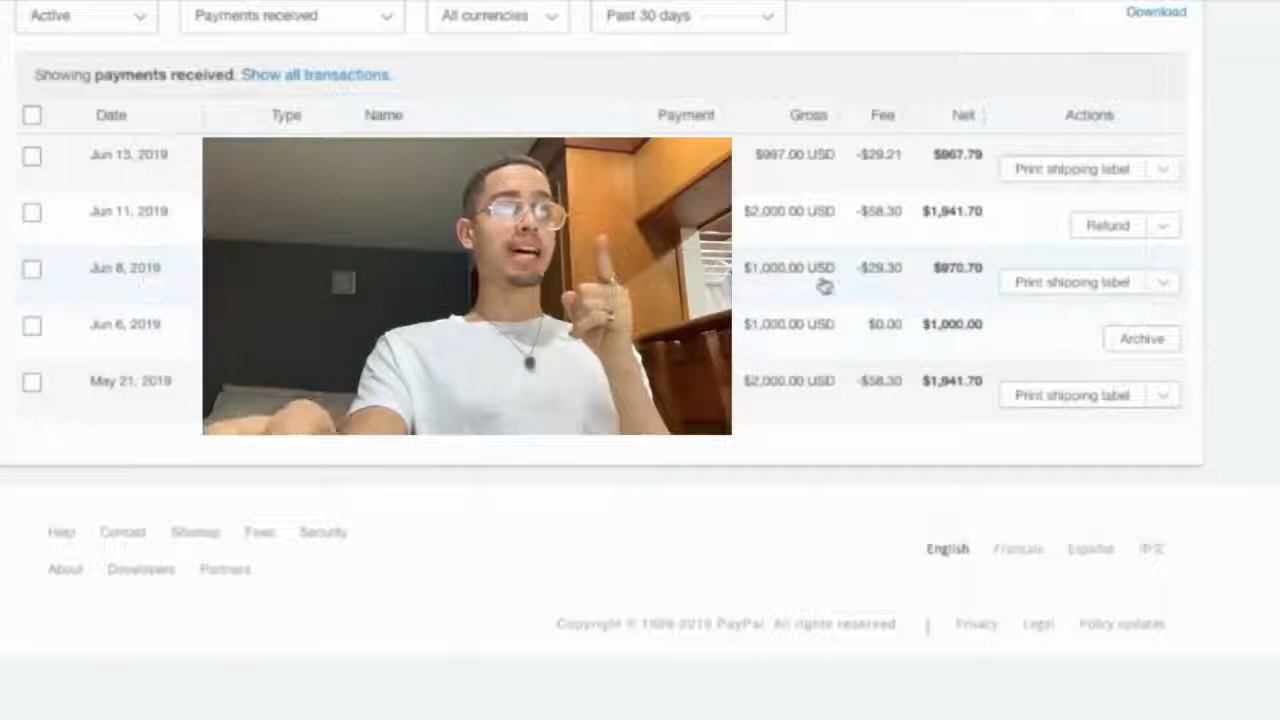 Active Payments received All currencies Past 30 days Download
Showing payments received. Show all transactions.
Date Type Name Payment Gross Fee Net Actions
Jun 13, 2019 $997.00 USD -$29.21 $967.79 Print shipping label
Jun 11, 2019 $2,000.00 USD -$58.30 $1,941.70 Refund
Jun 8, 2019 $1,000.00 USD -$29.30 $970.70 Print shipping label
Jun 6, 2019 $1,000.00 USD $0.00 $1,000.00 Archive
May 21, 2019 $2,000.00 USD -$58.30 $1,941.70 Print shipping label
Help Contact Sitemap Fees Security
English Français Español 中文
About Developers Partners
Copyright © 1999-2019 PayPal. All rights reserved. | Privacy Legal Policy updates